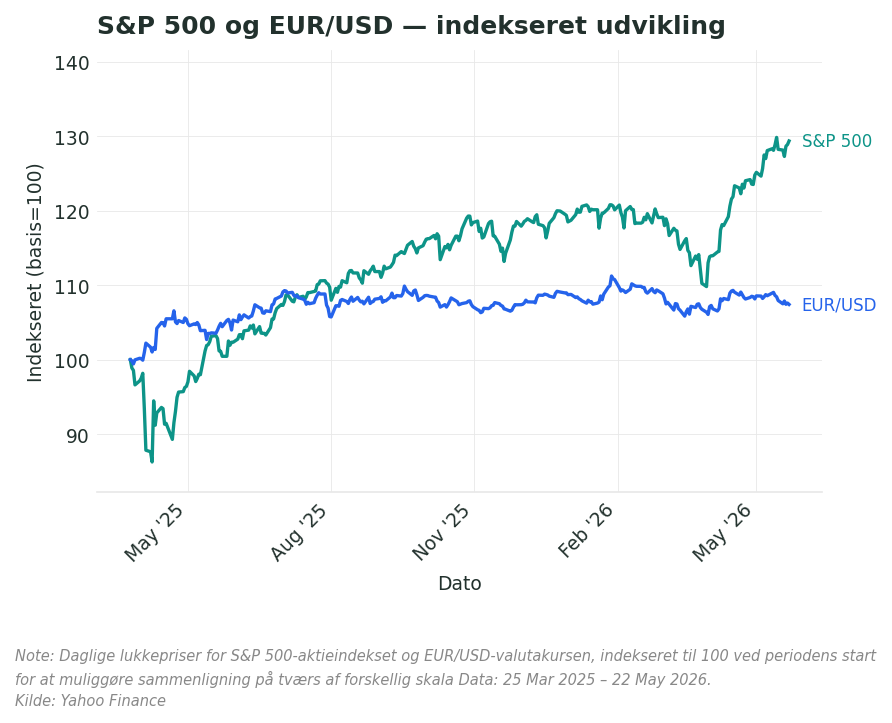 S&P 500 og EUR/USD — indekseret udvikling
Indekseret (basis=100)
140
130
120
110
100
90
S&P 500
EUR/USD
May '25
Aug '25
Nov '25
Feb '26
May '26
Dato
Note: Daglige lukkepriser for S&P 500-aktieindekset og EUR/USD-valutakursen, indekseret til 100 ved periodens start
for at muliggøre sammenligning på tværs af forskellig skala Data: 25 Mar 2025 – 22 May 2026.
Kilde: Yahoo Finance